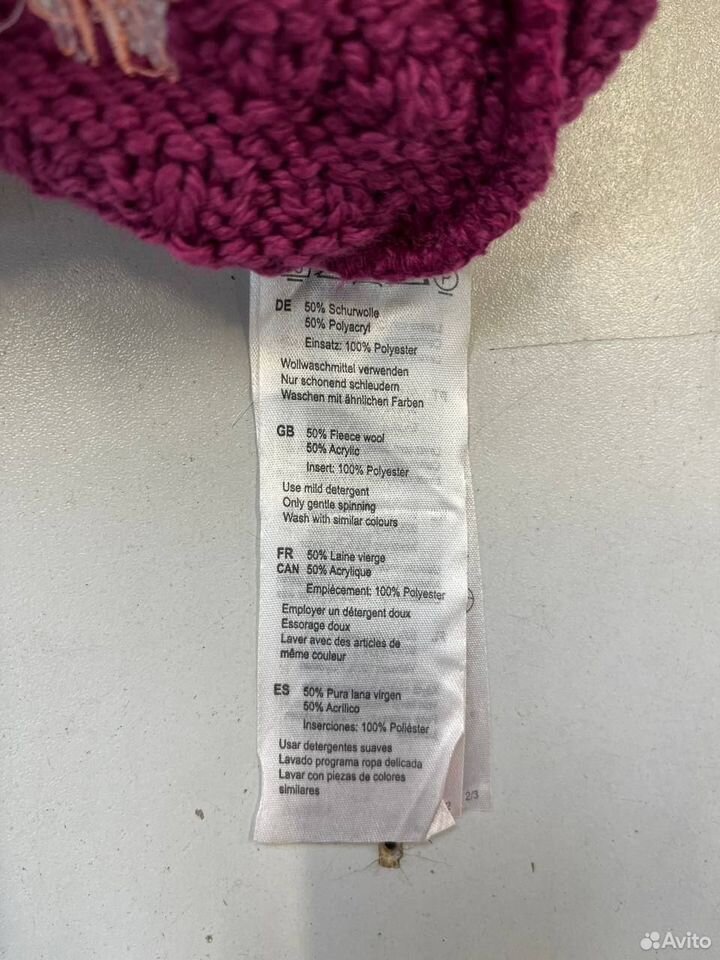 DE 50% Schurwolle
50% Polyacryl
Einsatz: 100% Polyester
Wollwaschmittel verwenden
Nur schonend schleudern
Waschen mit ähnlichen Farben
GB 50% Fleece wool
50% Acrylic
Insert: 100% Polyester
Use mild detergent
Only gentle spinning
Wash with similar colours
FR 50% Laine vierge
CAN 50% Acrylique
Empiècement: 100% Polyester
Employer un détergent doux
Essorage doux
Laver avec des articles de
même couleur
ES 50% Pura lana virgen
50% Acrílico
Inserciones: 100% Poliéster
Usar detergentes suaves
Lavado programa ropa delicada
Lavar con piezas de colores
similares
2/3
Avito